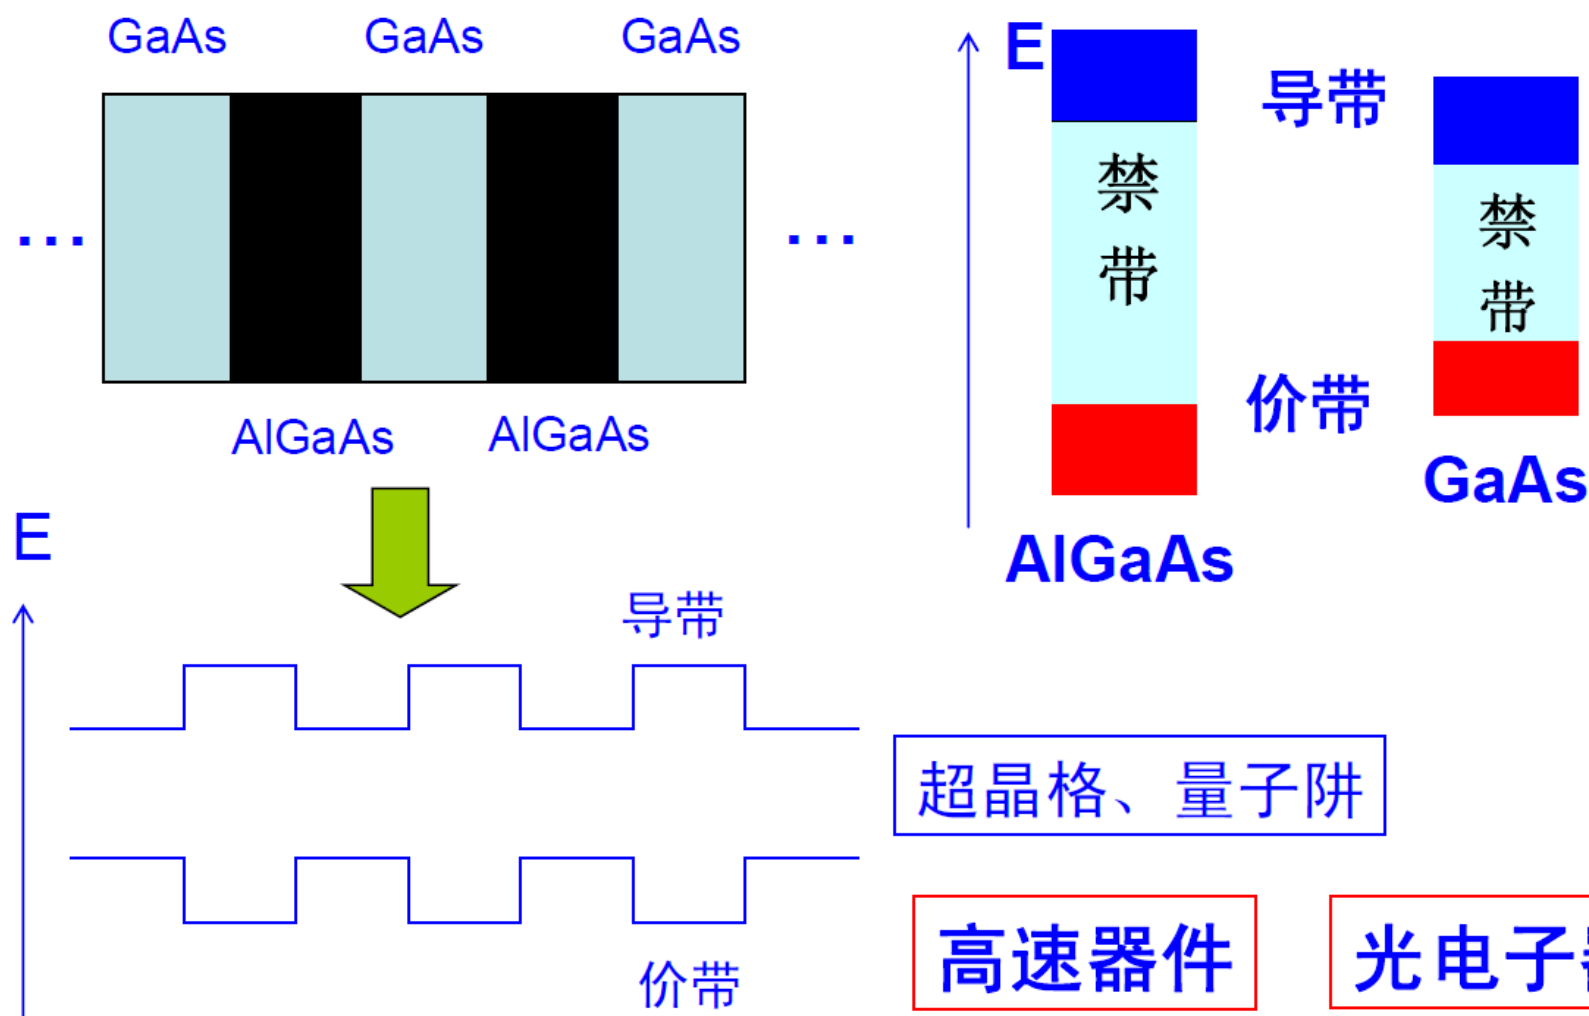 GaAs GaAs GaAs
... ...
AlGaAs AlGaAs
E
导带
禁
带
禁
带
价带
GaAs
AlGaAs
E
导带
价带
超晶格、量子阱
高速器件
光电子